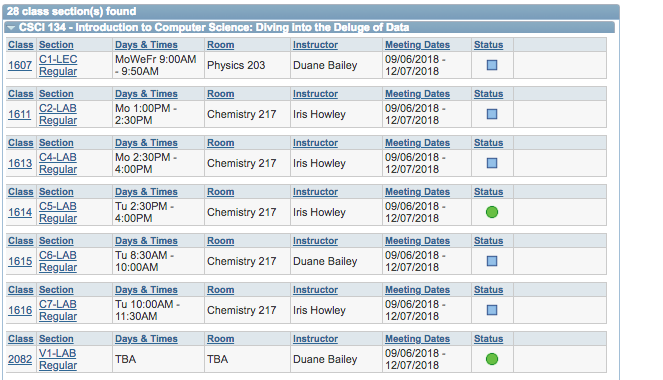 28 class section(s) found
CSCI 134 - Introduction to Computer Science: Diving into the Deluge of Data
Class Section Days & Times Room Instructor Meeting Dates Status
1607 C1-LEC Regular MoWeFr 9:00AM - 9:50AM Physics 203 Duane Bailey 09/06/2018 - 12/07/2018
Class Section Days & Times Room Instructor Meeting Dates Status
1611 C2-LAB Regular Mo 1:00PM - 2:30PM Chemistry 217 Iris Howley 09/06/2018 - 12/07/2018
Class Section Days & Times Room Instructor Meeting Dates Status
1613 C4-LAB Regular Mo 2:30PM - 4:00PM Chemistry 217 Iris Howley 09/06/2018 - 12/07/2018
Class Section Days & Times Room Instructor Meeting Dates Status
1614 C5-LAB Regular Tu 2:30PM - 4:00PM Chemistry 217 Iris Howley 09/06/2018 - 12/07/2018
Class Section Days & Times Room Instructor Meeting Dates Status
1615 C6-LAB Regular Tu 8:30AM - 10:00AM Chemistry 217 Duane Bailey 09/06/2018 - 12/07/2018
Class Section Days & Times Room Instructor Meeting Dates Status
1616 C7-LAB Regular Tu 10:00AM - 11:30AM Chemistry 217 Iris Howley 09/06/2018 - 12/07/2018
Class Section Days & Times Room Instructor Meeting Dates Status
2082 V1-LAB Regular TBA TBA Duane Bailey 09/06/2018 - 12/07/2018